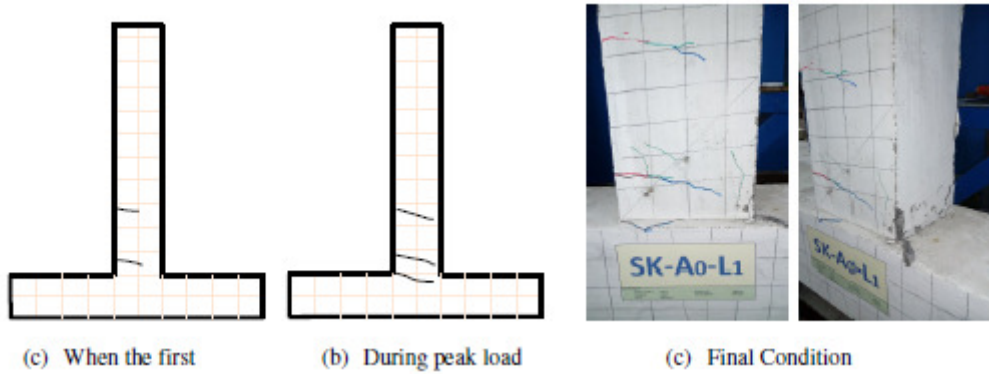 SK-A0-L1
SK-A0-L1
(c) When the first
(b) During peak load
(c) Final Condition